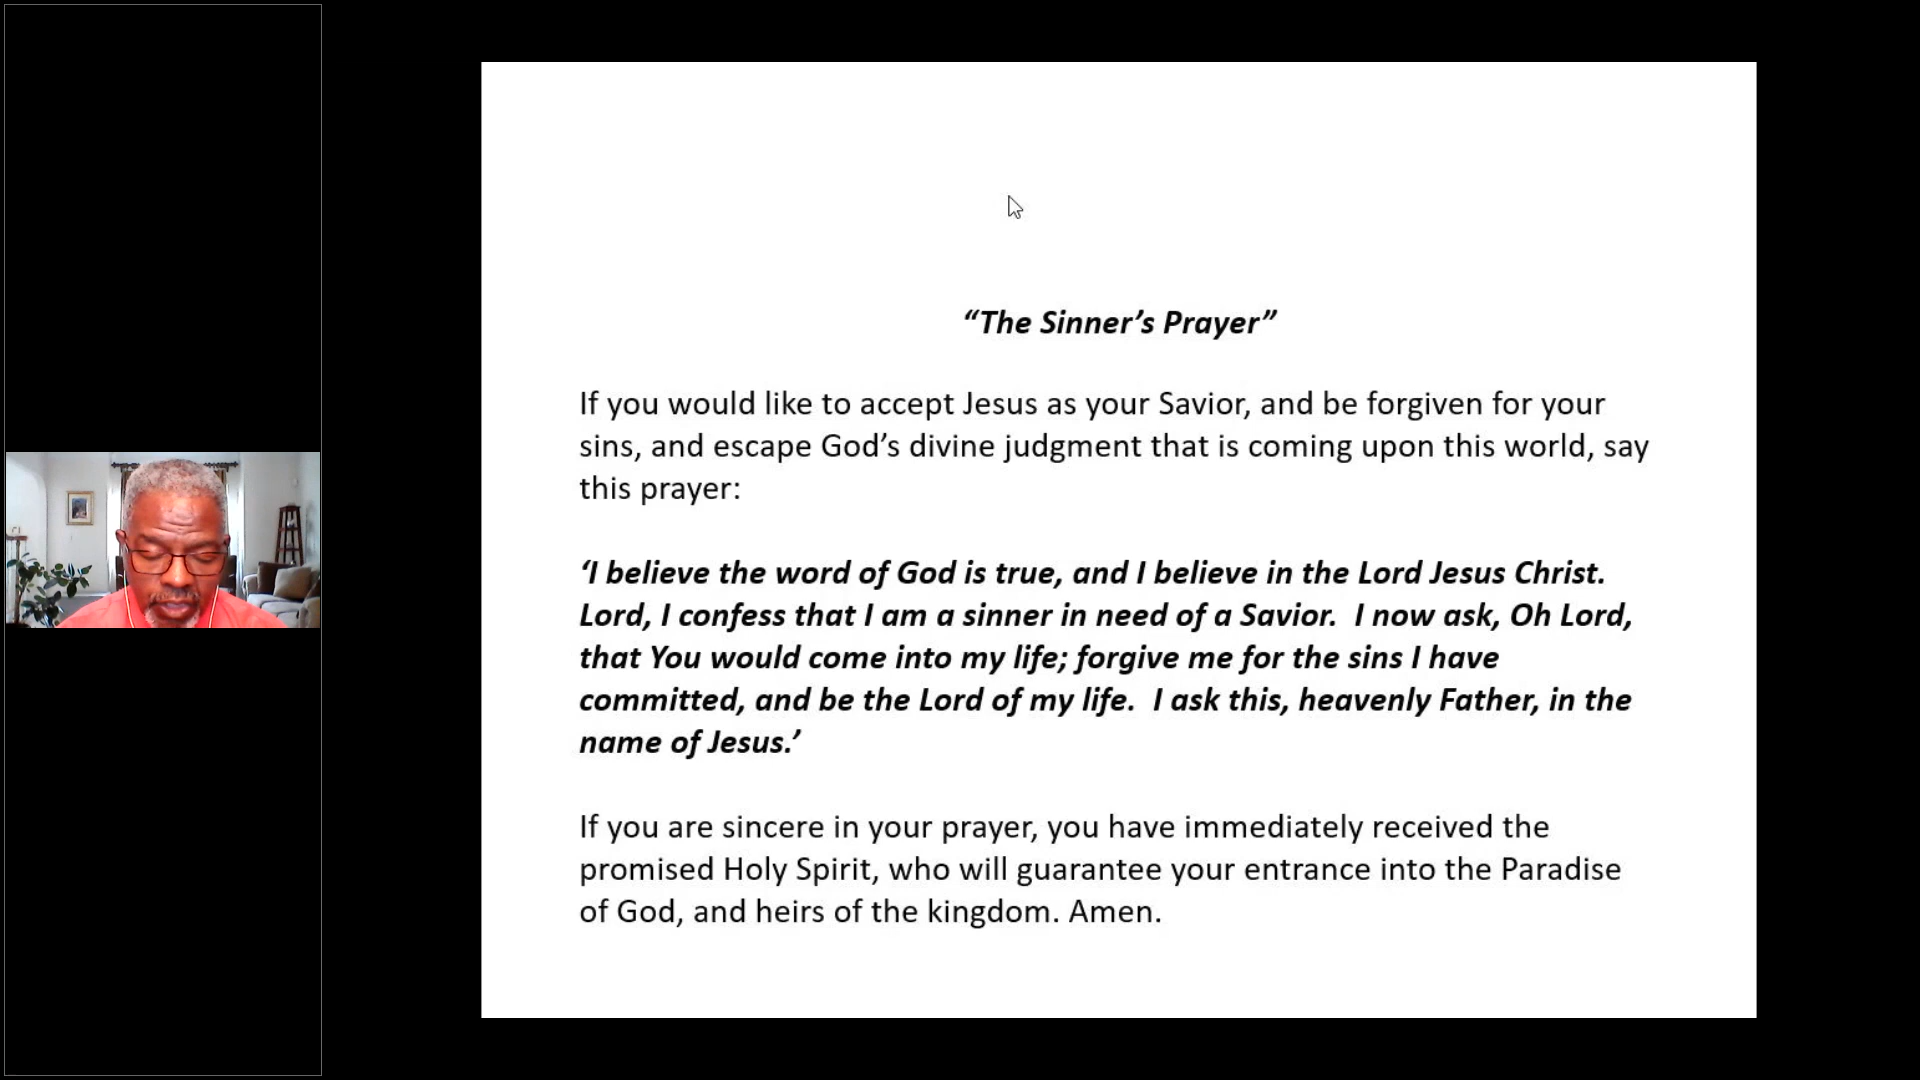 “The Sinner’s Prayer”
If you would like to accept Jesus as your Savior, and be forgiven for your
sins, and escape God’s divine judgment that is coming upon this world, say
this prayer:
‘I believe the word of God is true, and I believe in the Lord Jesus Christ.
Lord, I confess that I am a sinner in need of a Savior.  I now ask, Oh Lord,
that You would come into my life; forgive me for the sins I have
committed, and be the Lord of my life.  I ask this, heavenly Father, in the
name of Jesus.’
If you are sincere in your prayer, you have immediately received the
promised Holy Spirit, who will guarantee your entrance into the Paradise
of God, and heirs of the kingdom. Amen.